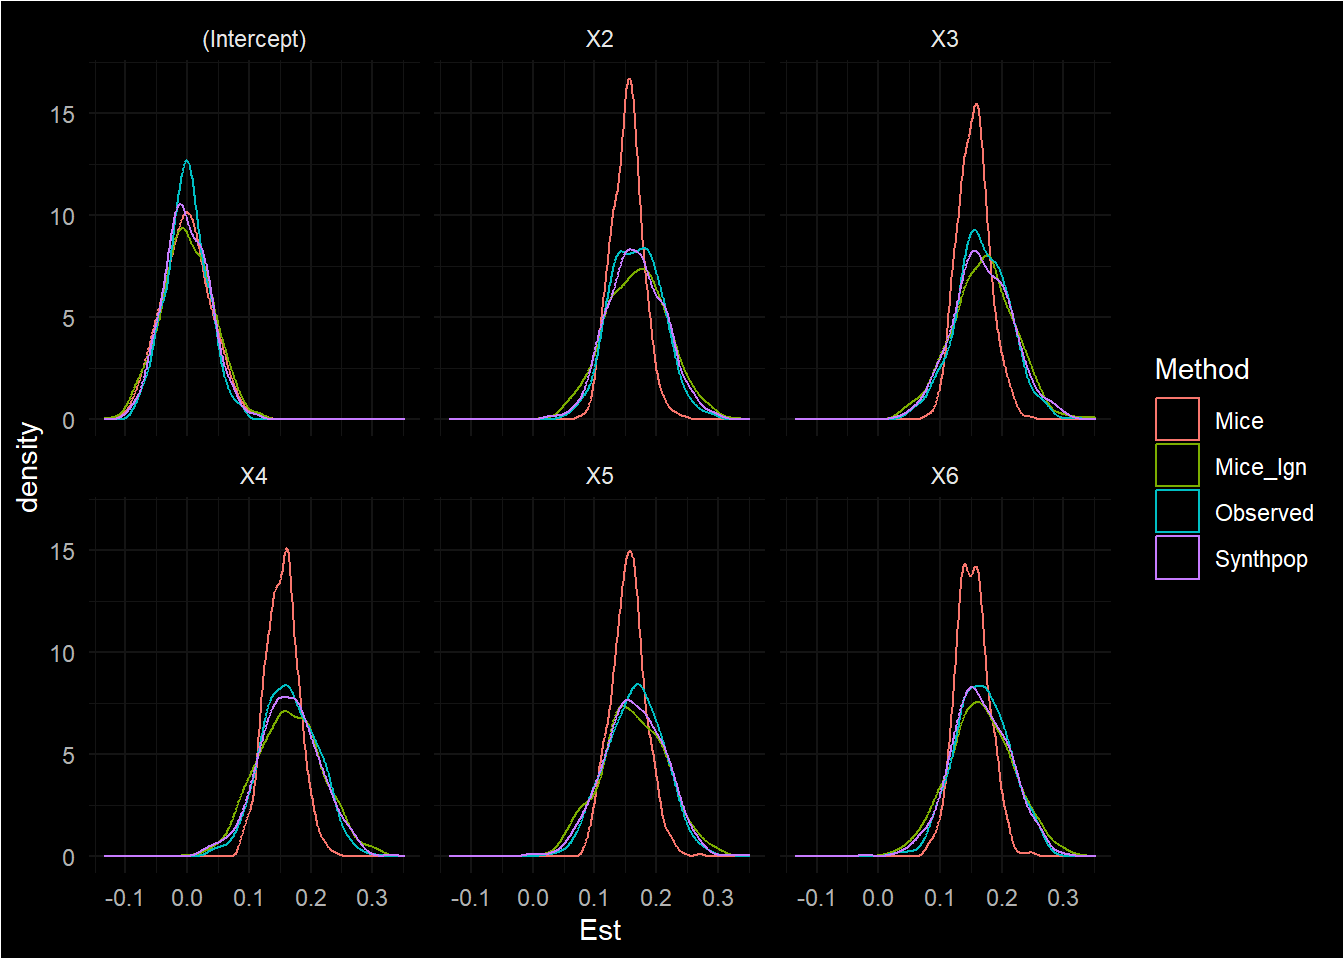 (Intercept) X2 X3
15
10
5
0
density
X4 X5 X6
15
10
5
0
-0.1 0.0 0.1 0.2 0.3 -0.1 0.0 0.1 0.2 0.3 -0.1 0.0 0.1 0.2 0.3
Est
Method
Mice
Mice_Ign
Observed
Synthpop